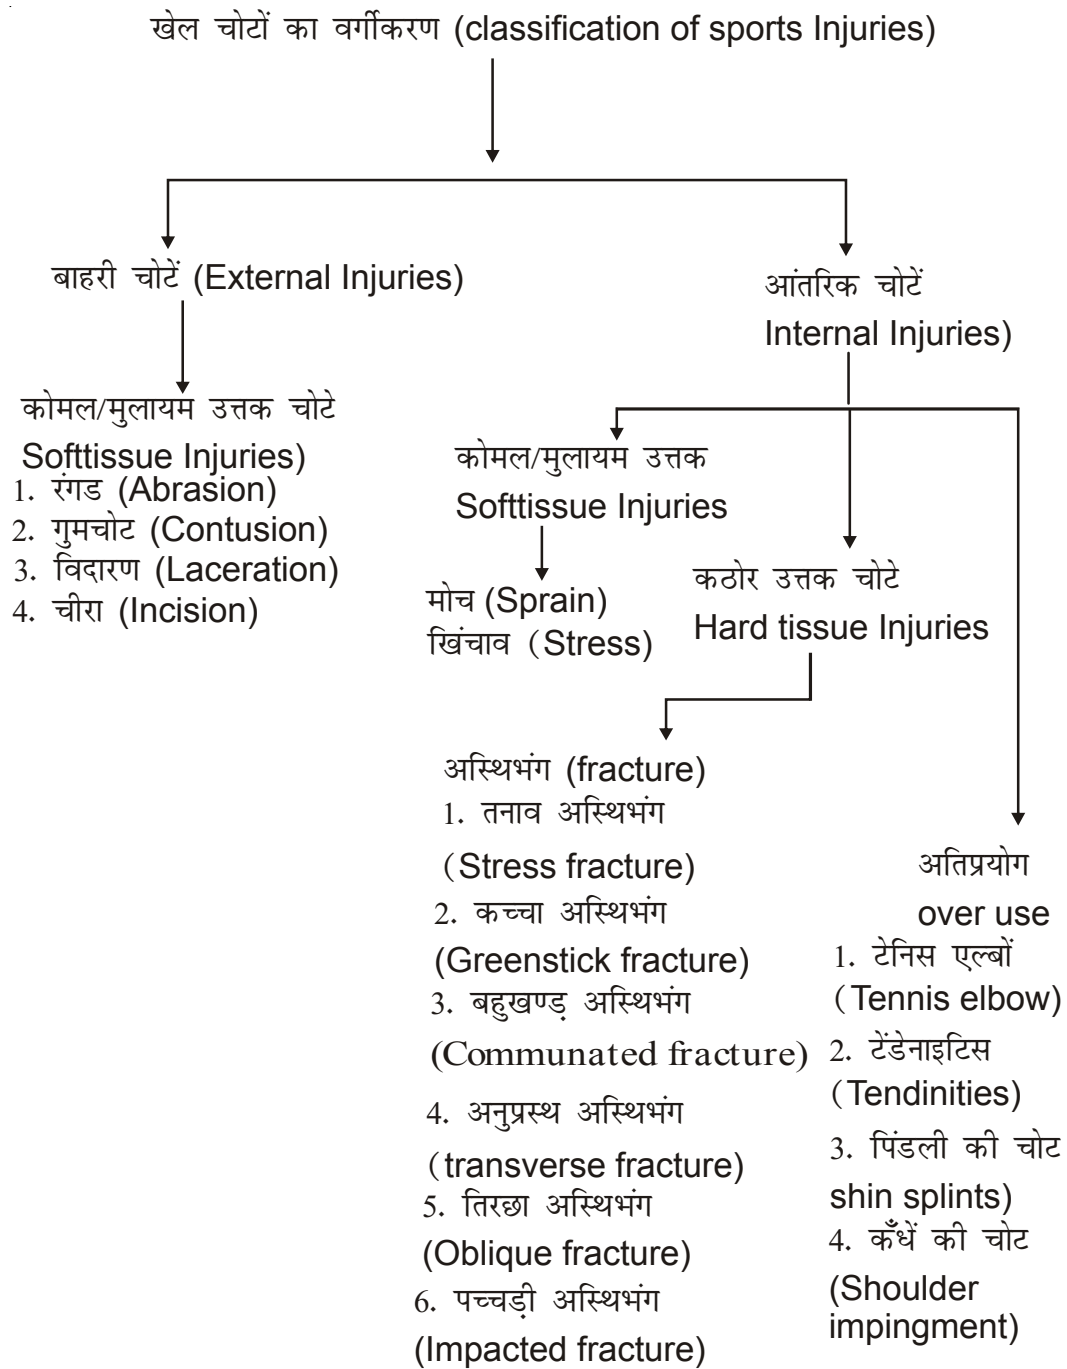 खेल चोटों का वर्गीकरण (classification of sports Injuries)
बाहरी चोटें (External Injuries)
कोमल/मुलायम उत्तक चोटे
Softtissue Injuries)
1. रंगड (Abrasion)
2. गुमचोट (Contusion)
3. विदारण (Laceration)
4. चीरा (Incision)
आंतरिक चोटें
Internal Injuries)
कोमल/मुलायम उत्तक
Softtissue Injuries
मोच (Sprain)
खिंचाव (Stress)
कठोर उत्तक चोटे
Hard tissue Injuries
अस्थिभंग (fracture)
1. तनाव अस्थिभंग
(Stress fracture)
2. कच्चा अस्थिभंग
(Greenstick fracture)
3. बहुखण्ड़ अस्थिभंग
(Communated fracture)
4. अनुप्रस्थ अस्थिभंग
(transverse fracture)
5. तिरछा अस्थिभंग
(Oblique fracture)
6. पच्चड़ी अस्थिभंग
(Impacted fracture)
अतिप्रयोग
over use
1. टेनिस एल्बों
(Tennis elbow)
2. टेंडेनाइटिस
(Tendinities)
3. पिंडली की चोट
shin splints)
4. कँधें की चोट
(Shoulder
impingment)